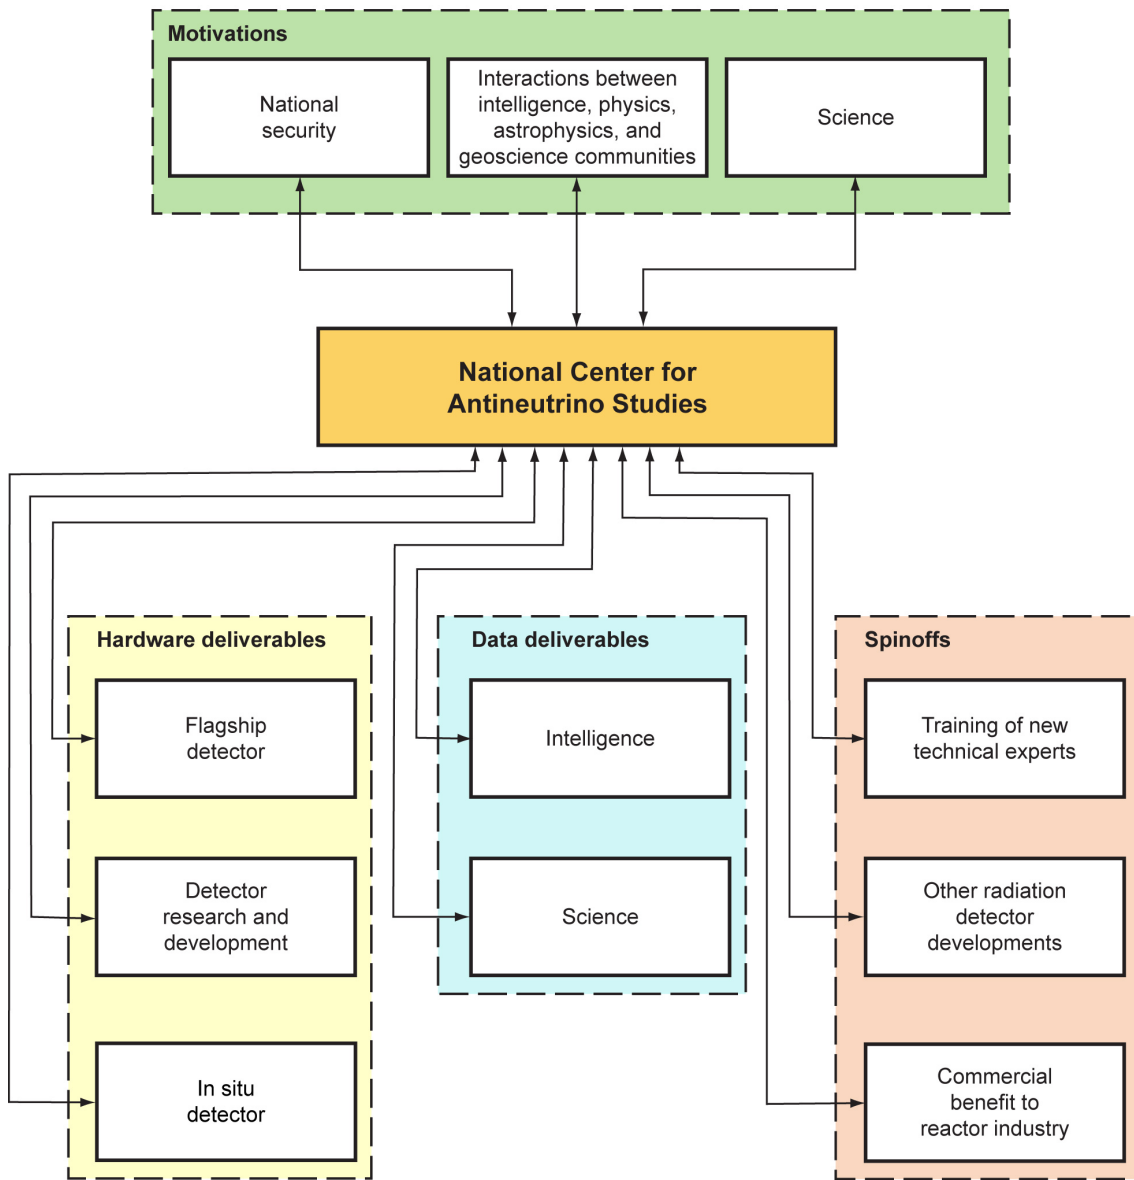 Motivations
National
security
Interactions between
intelligence, physics,
astrophysics, and
geoscience communities
Science
National Center for
Antineutrino Studies
Hardware deliverables
Flagship
detector
Detector
research and
development
In situ
detector
Data deliverables
Intelligence
Science
Spinoffs
Training of new
technical experts
Other radiation
detector
developments
Commercial
benefit to
reactor industry